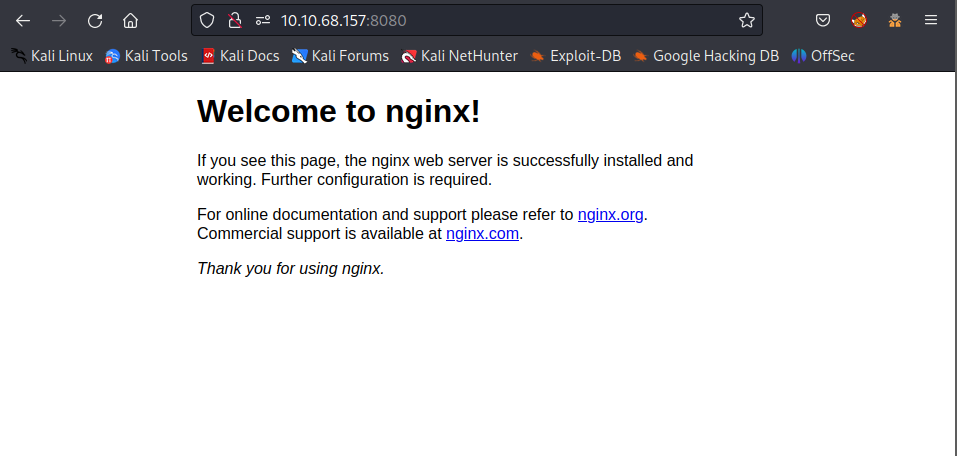 10.10.68.157:8080
Kali Linux Kali Tools Kali Docs Kali Forums Kali NetHunter Exploit-DB Google Hacking DB OffSec
Welcome to nginx!
If you see this page, the nginx web server is successfully installed and
working. Further configuration is required.
For online documentation and support please refer to nginx.org.
Commercial support is available at nginx.com.
Thank you for using nginx.